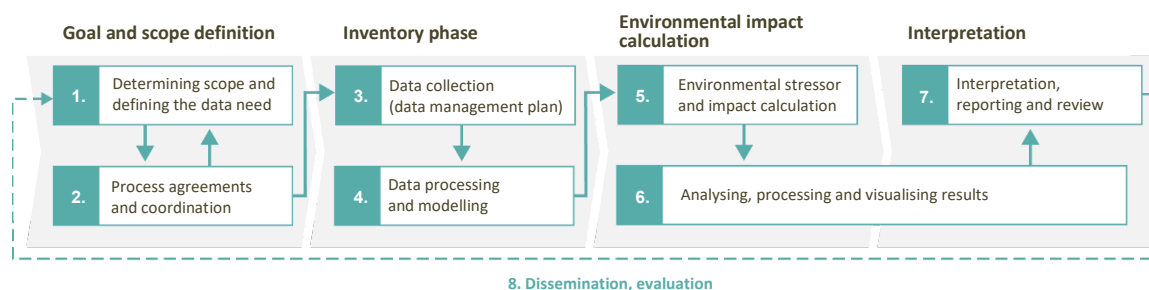 Goal and scope definition
Inventory phase
Environmental impact
calculation
Interpretation
1.
Determining scope and
defining the data need
2.
Process agreements
and coordination
3.
Data collection
(data management plan)
4.
Data processing
and modelling
5.
Environmental stressor
and impact calculation
6.
Analysing, processing and visualising results
7.
Interpretation,
reporting and review
8. Dissemination, evaluation